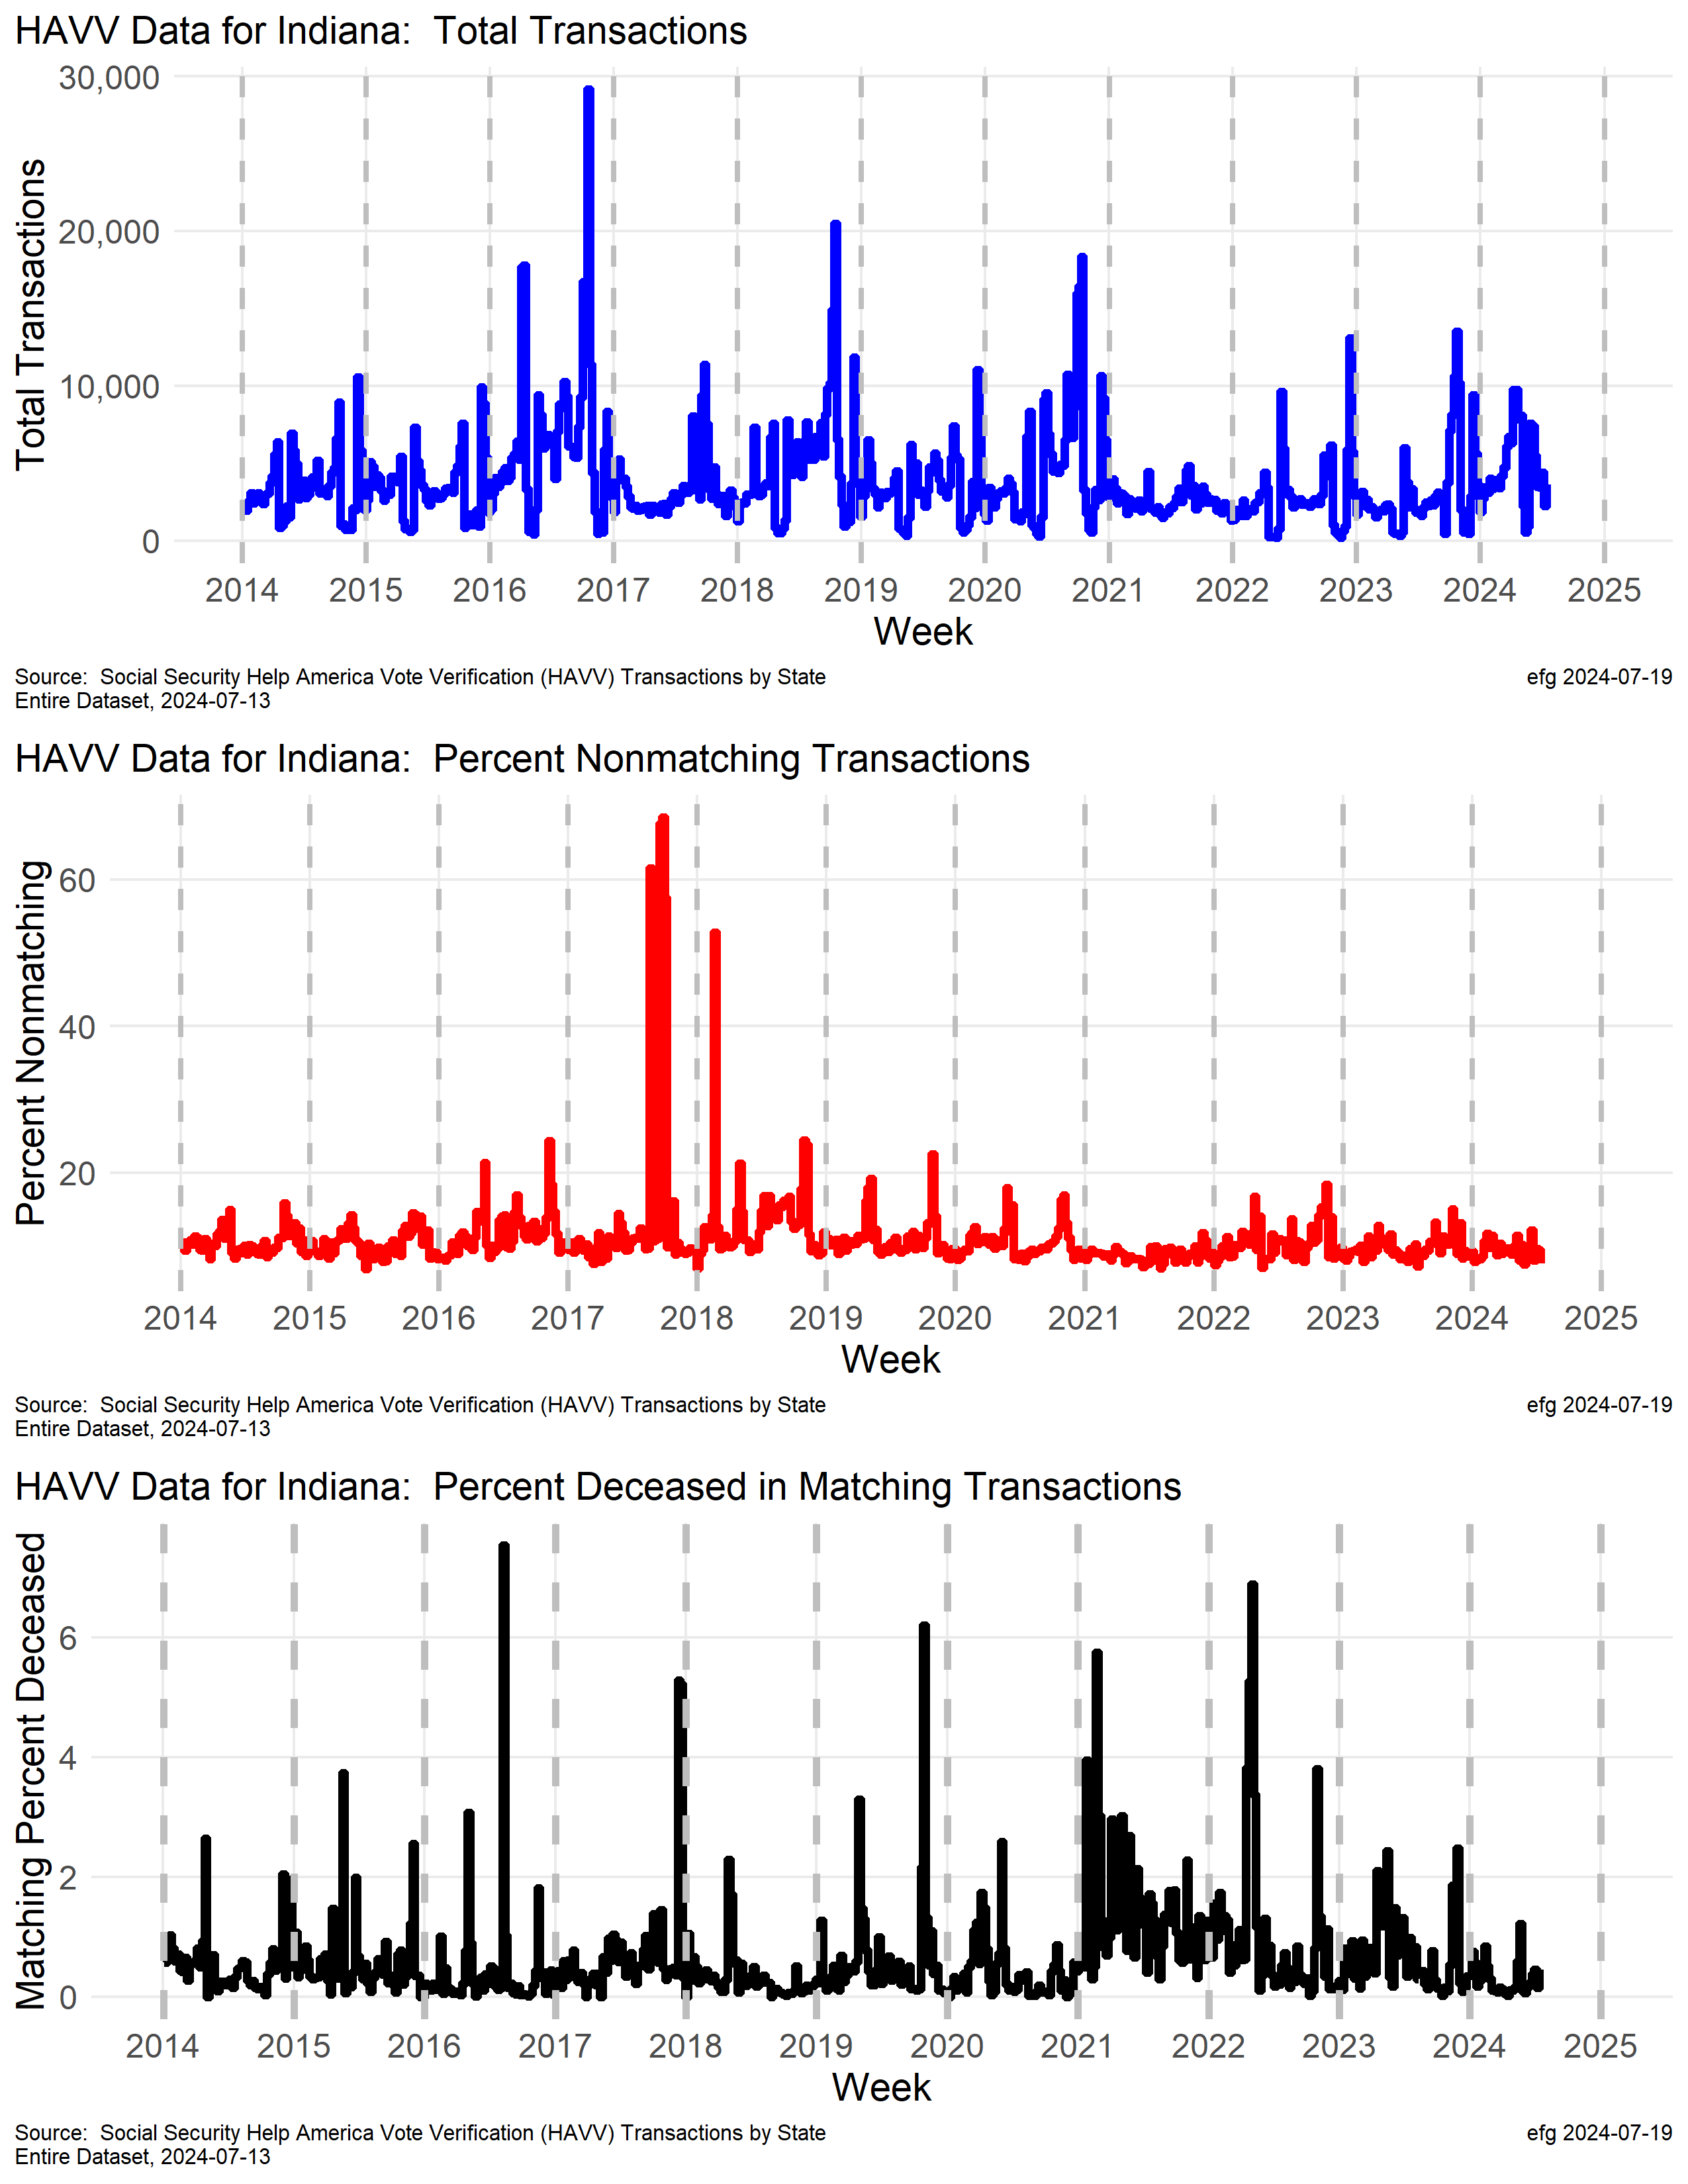 HAVV Data for Indiana:  Total Transactions
Total Transactions
30,000
20,000
10,000
0
2014 2015 2016 2017 2018 2019 2020 2021 2022 2023 2024 2025
Week
Source:  Social Security Help America Vote Verification (HAVV) Transactions by State
Entire Dataset, 2024-07-13
efg 2024-07-19
HAVV Data for Indiana:  Percent Nonmatching Transactions
Percent Nonmatching
60
40
20
2014 2015 2016 2017 2018 2019 2020 2021 2022 2023 2024 2025
Week
Source:  Social Security Help America Vote Verification (HAVV) Transactions by State
Entire Dataset, 2024-07-13
efg 2024-07-19
HAVV Data for Indiana:  Percent Deceased in Matching Transactions
Matching Percent Deceased
6
4
2
0
2014 2015 2016 2017 2018 2019 2020 2021 2022 2023 2024 2025
Week
Source:  Social Security Help America Vote Verification (HAVV) Transactions by State
Entire Dataset, 2024-07-13
efg 2024-07-19